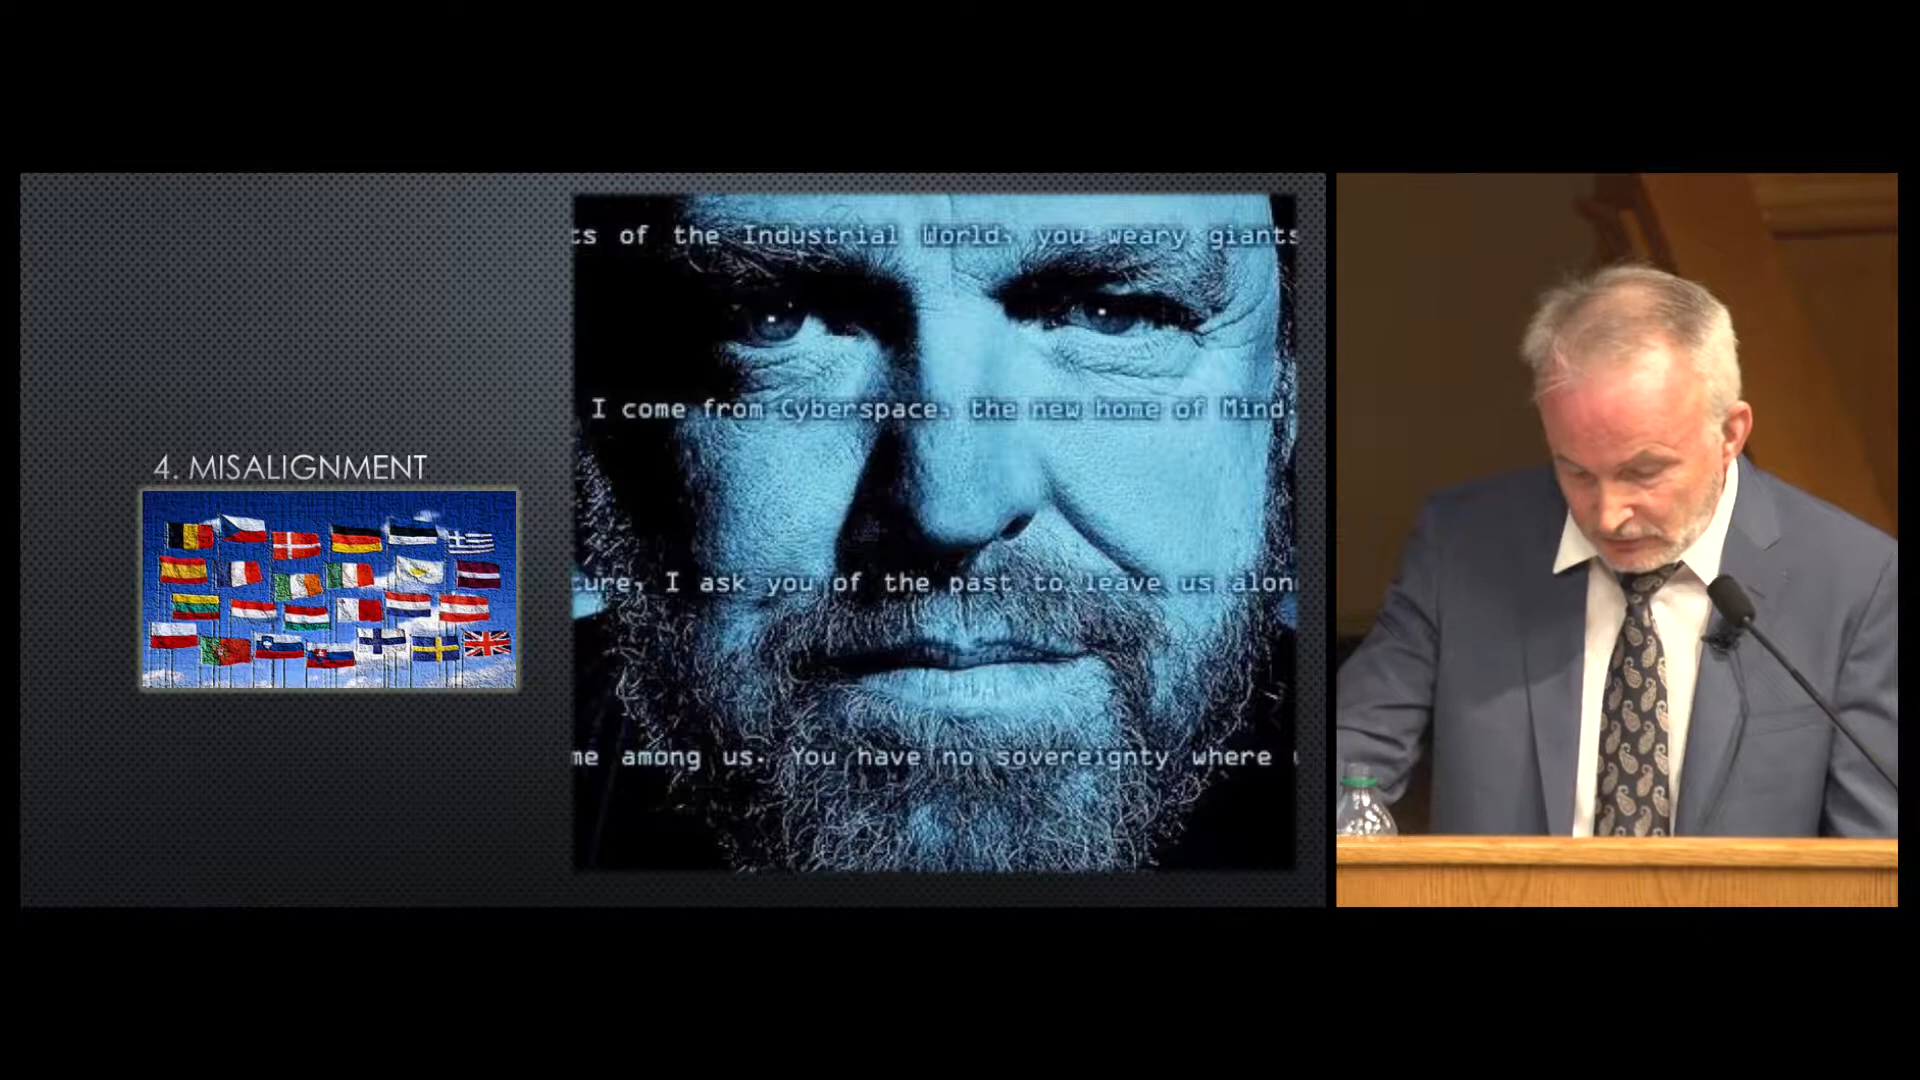 4. MISALIGNMENT
ts of the Industrial World, you weary giants
I come from Cyberspace, the new home of Mind.
ture, I ask you of the past to leave us alon
me among us. You have no sovereignty where